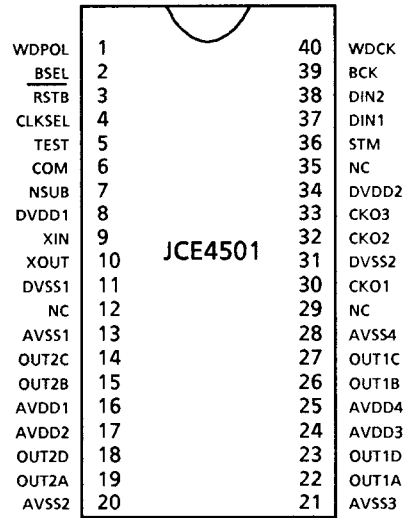 WDPOL 1 40 WDCK
BSEL 2 39 BCK
RSTB 3 38 DIN2
CLKSEL 4 37 DIN1
TEST 5 36 STM
COM 6 35 NC
NSUB 7 34 DVDD2
DVDD1 8 33 CKO3
XIN 9 32 CKO2
JCE4501
XOUT 10 31 DVSS2
DVSS1 11 30 CKO1
NC 12 29 NC
AVSS1 13 28 AVSS4
OUT2C 14 27 OUT1C
OUT2B 15 26 OUT1B
AVDD1 16 25 AVDD4
AVDD2 17 24 AVDD3
OUT2D 18 23 OUT1D
OUT2A 19 22 OUT1A
AVSS2 20 21 AVSS3